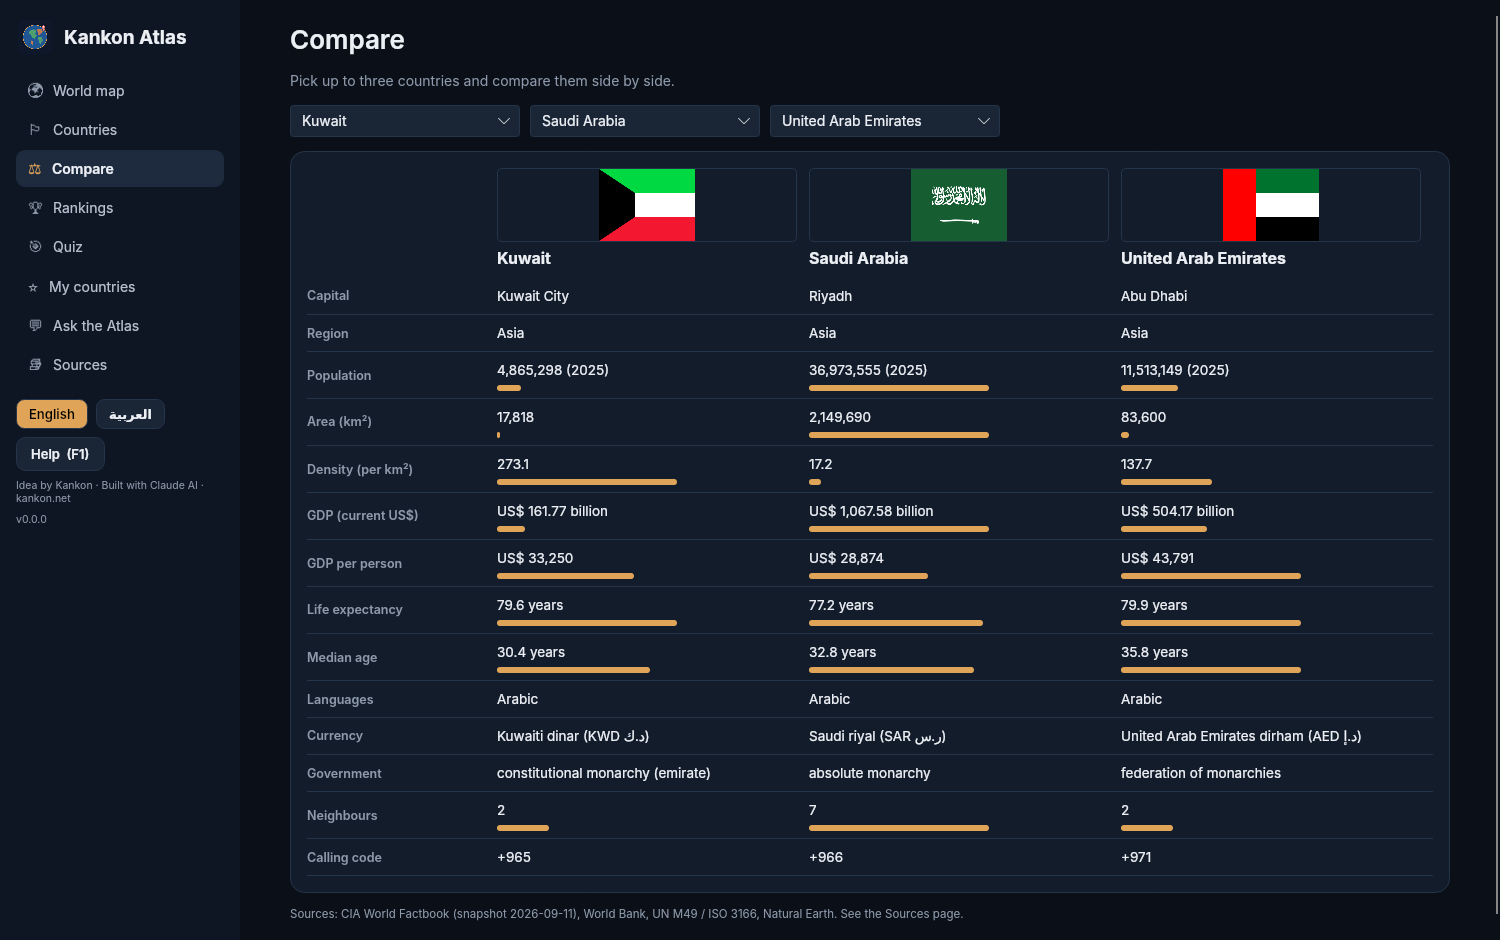 Kankon Atlas
World map
Countries
Compare
Rankings
Quiz
My countries
Ask the Atlas
Sources
English
العربية
Help (F1)
Idea by Kankon · Built with Claude AI ·
kankon.net
v0.0.0
Compare
Pick up to three countries and compare them side by side.
Kuwait Saudi Arabia United Arab Emirates
Kuwait Saudi Arabia United Arab Emirates
Capital Kuwait City Riyadh Abu Dhabi
Region Asia Asia Asia
Population 4,865,298 (2025) 36,973,555 (2025) 11,513,149 (2025)
Area (km²) 17,818 2,149,690 83,600
Density (per km²) 273.1 17.2 137.7
GDP (current US$) US$ 161.77 billion US$ 1,067.58 billion US$ 504.17 billion
GDP per person US$ 33,250 US$ 28,874 US$ 43,791
Life expectancy 79.6 years 77.2 years 79.9 years
Median age 30.4 years 32.8 years 35.8 years
Languages Arabic Arabic Arabic
Currency Kuwaiti dinar (KWD د.ك) Saudi riyal (SAR ر.س) United Arab Emirates dirham (AED د.إ)
Government constitutional monarchy (emirate) absolute monarchy federation of monarchies
Neighbours 2 7 2
Calling code +965 +966 +971
Sources: CIA World Factbook (snapshot 2026-09-11), World Bank, UN M49 / ISO 3166, Natural Earth. See the Sources page.